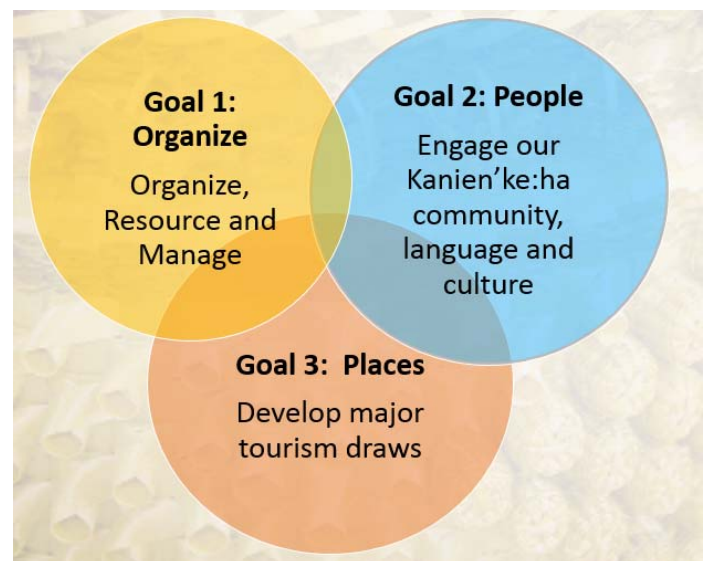 Goal 1:
Organize
Organize,
Resource and
Manage
Goal 2: People
Engage our
Kanien’ke:ha
community,
language and
culture
Goal 3:  Places
Develop major
tourism draws